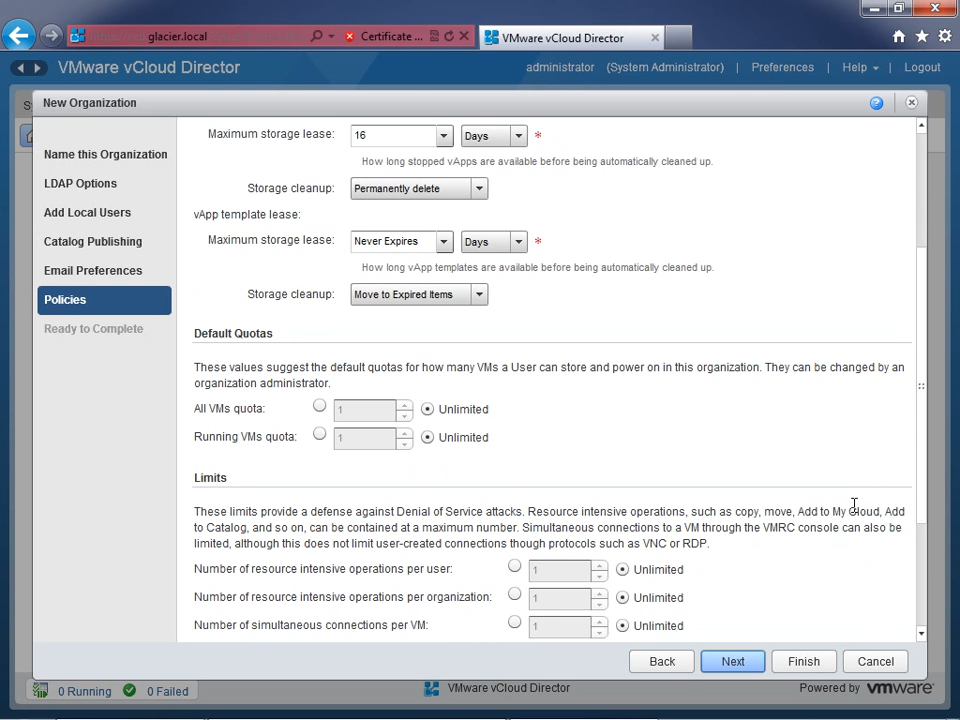 glacier.local
Certificate ...
VMware vCloud Director
VMware vCloud Director
administrator (System Administrator) | Preferences | Help | Logout
New Organization
?
Name this Organization
LDAP Options
Add Local Users
Catalog Publishing
Email Preferences
Policies
Ready to Complete
Maximum storage lease: 16 Days *
How long stopped vApps are available before being automatically cleaned up.
Storage cleanup: Permanently delete
vApp template lease:
Maximum storage lease: Never Expires Days *
How long vApp templates are available before being automatically cleaned up.
Storage cleanup: Move to Expired Items
Default Quotas
These values suggest the default quotas for how many VMs a User can store and power on in this organization. They can be changed by an
organization administrator.
All VMs quota: 1 Unlimited
Running VMs quota: 1 Unlimited
Limits
These limits provide a defense against Denial of Service attacks. Resource intensive operations, such as copy, move, Add to My Cloud, Add
to Catalog, and so on, can be contained at a maximum number. Simultaneous connections to a VM through the VMRC console can also be
limited, although this does not limit user-created connections though protocols such as VNC or RDP.
Number of resource intensive operations per user: 1 Unlimited
Number of resource intensive operations per organization: 1 Unlimited
Number of simultaneous connections per VM: 1 Unlimited
Back Next Finish Cancel
0 Running 0 Failed
VMware vCloud Director
Powered by vmware